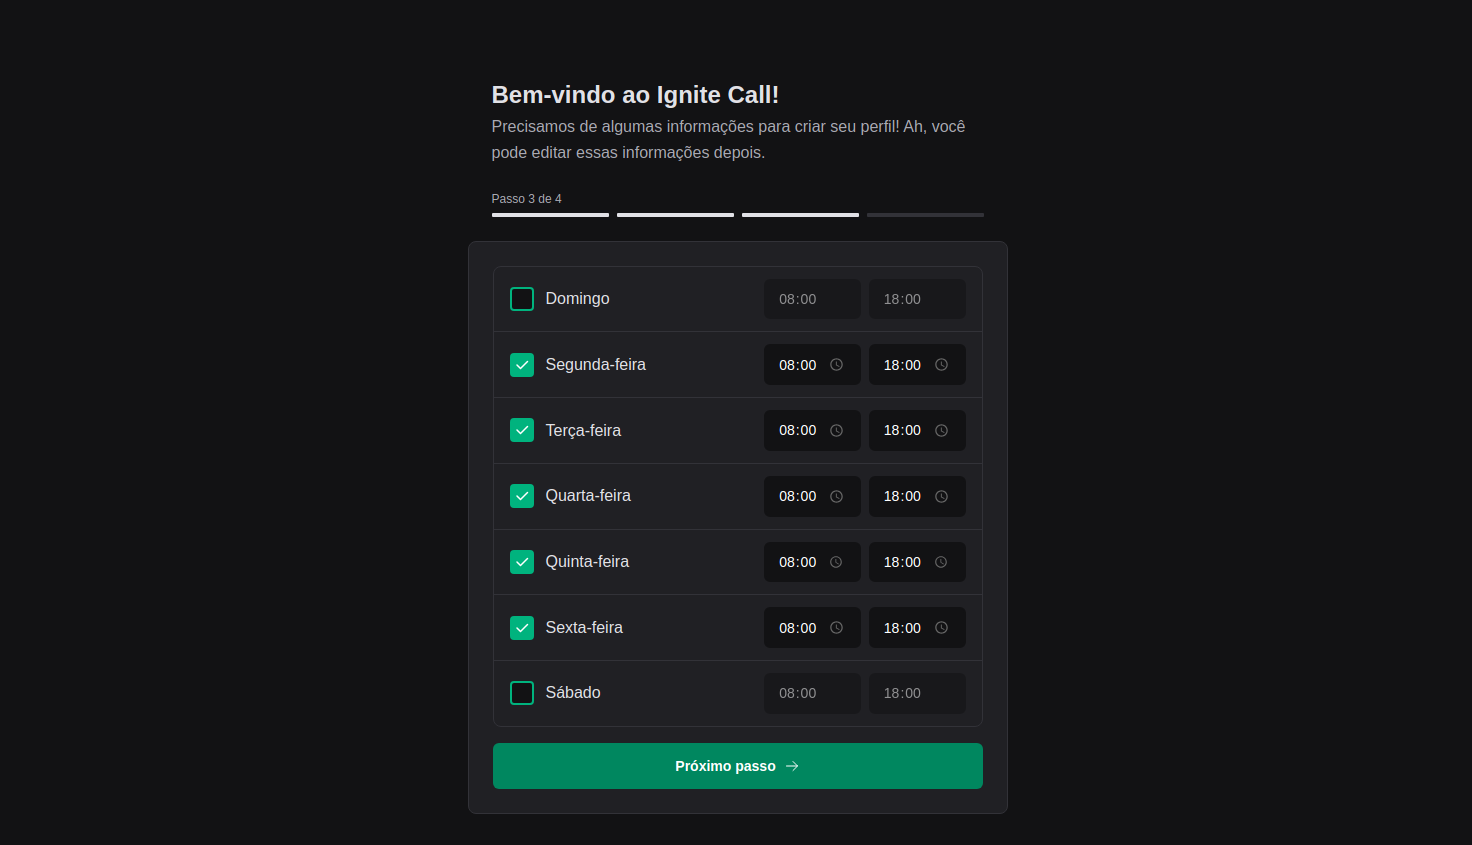 Bem-vindo ao Ignite Call!
Precisamos de algumas informações para criar seu perfil! Ah, você
pode editar essas informações depois.
Passo 3 de 4
Domingo 08:00 18:00
Segunda-feira 08:00 18:00
Terça-feira 08:00 18:00
Quarta-feira 08:00 18:00
Quinta-feira 08:00 18:00
Sexta-feira 08:00 18:00
Sábado 08:00 18:00
Próximo passo